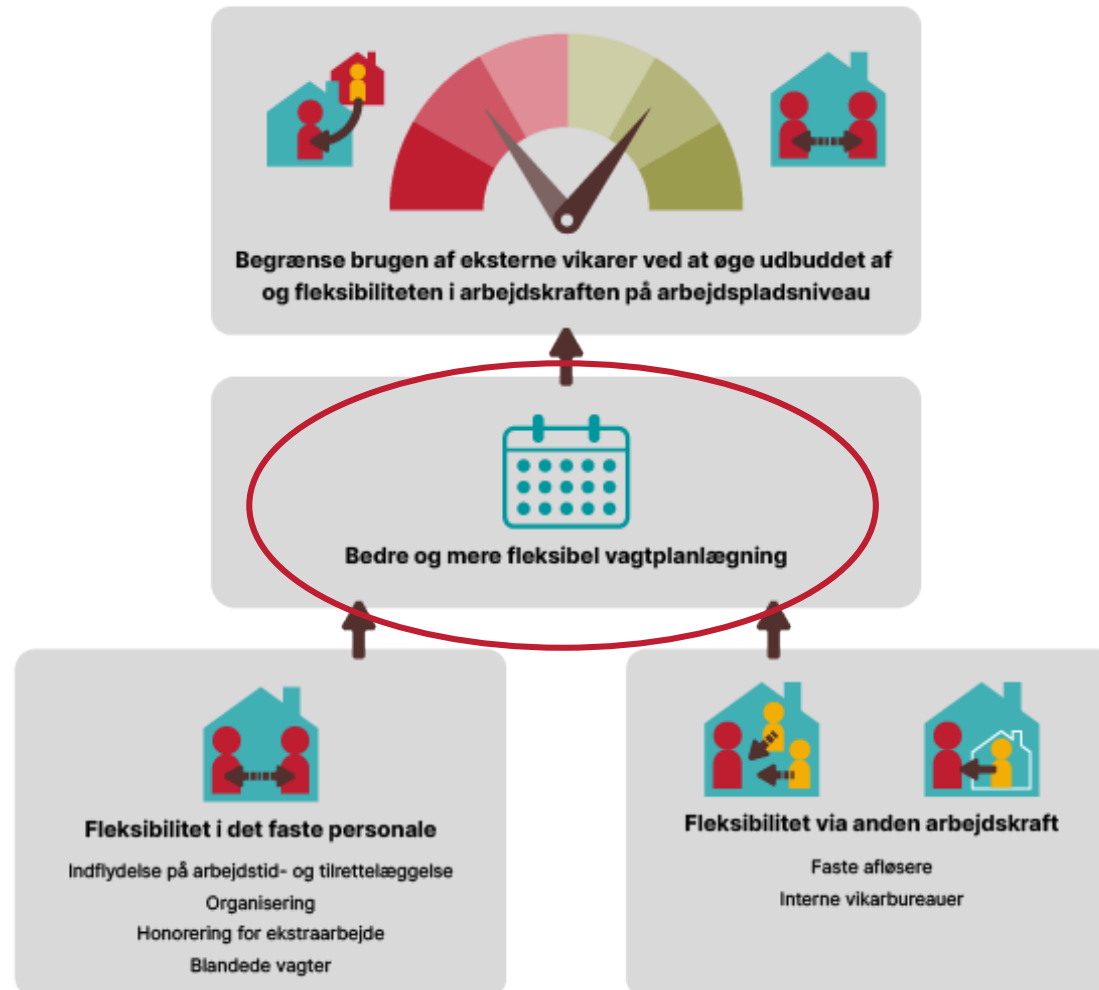 Begrænse brugen af eksterne vikarer ved at øge udbuddet af
og fleksibiliteten i arbejdskraften på arbejdspladsniveau
Bedre og mere fleksibel vagtplanlægning
Fleksibilitet i det faste personale
Indflydelse på arbejdstid- og tilrettelæggelse
Organisering
Honorering for ekstraarbejde
Blandede vagter
Fleksibilitet via anden arbejdskraft
Faste afløsere
Interne vikarbureauer